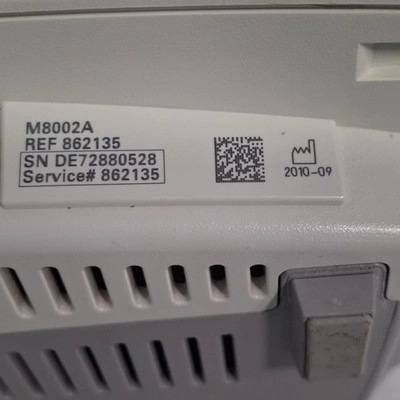 M8002A
REF 862135
SN DE72880528
Service# 862135
2010-09